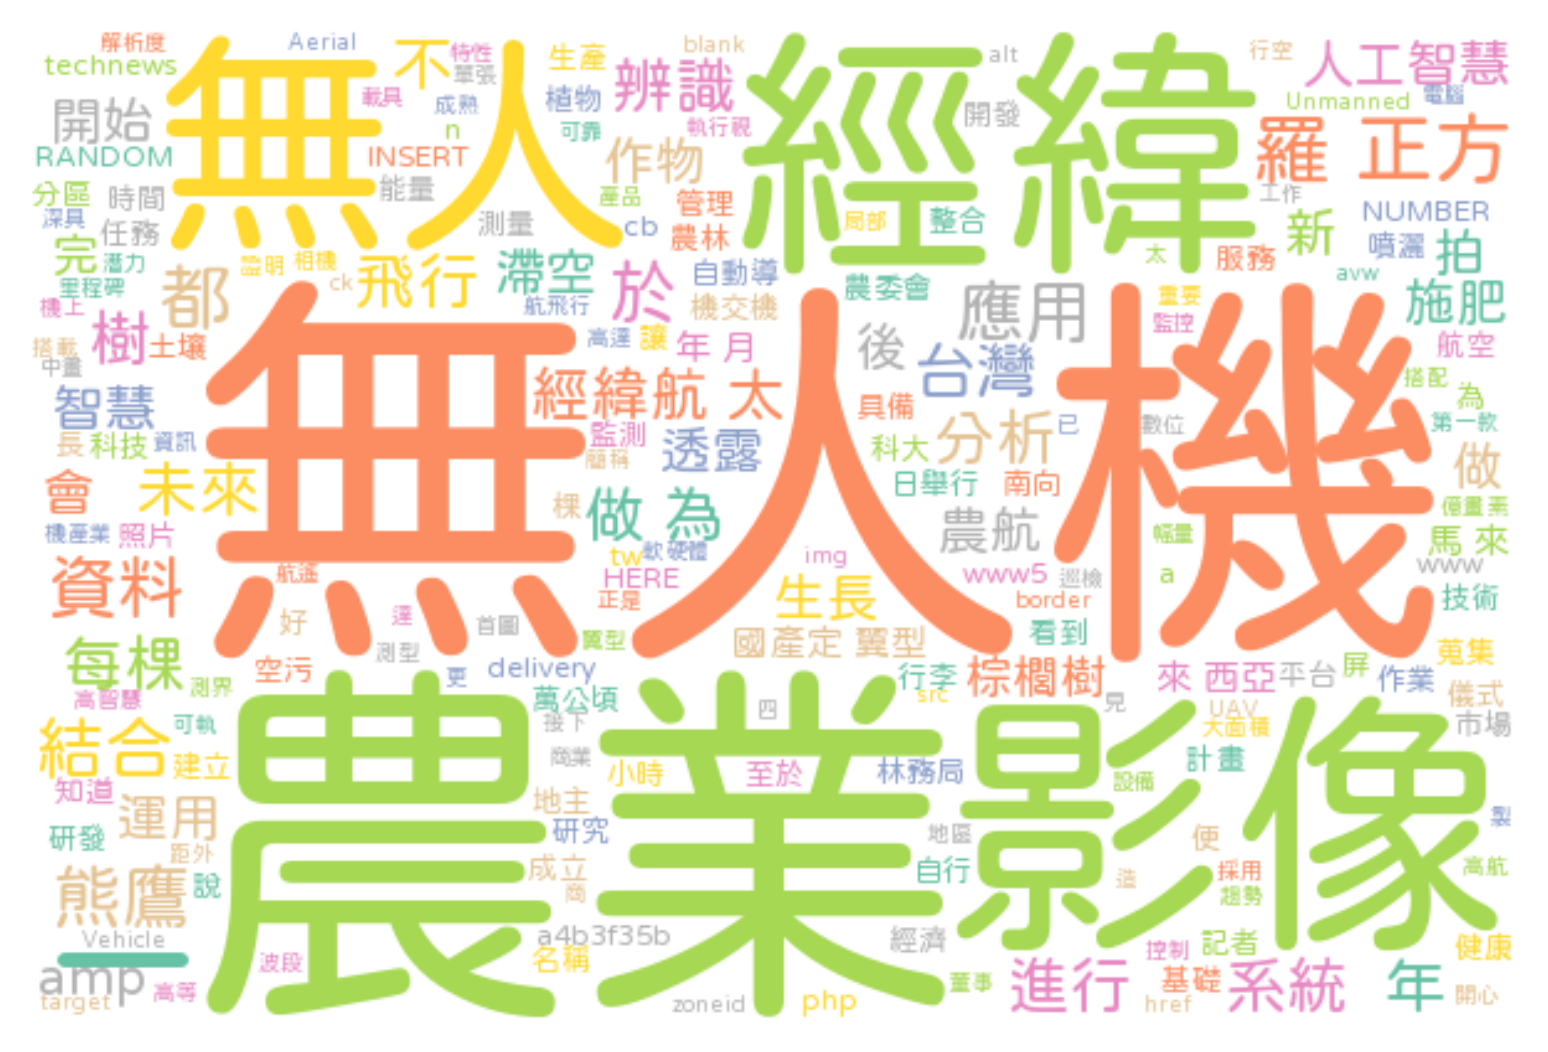 解析度
Aerial
特性
不
生產
blank
alt
行空
人工智慧
technews
無人
單張
辨識
經緯
載具
成熟
植物
Unmanned
電腦
開始
n
可靠
執行視
開發
羅 正方
RANDOM
INSERT
作物
分區
時間
能量
產品
管理
工作
深具
任務
測量
cb
農林
局部
整合
新
NUMBER
噴灑
拍
完
潛力
證明
相機
飛行
滯空
於
自動導
太
服務
avw
里程碑
都
ck
航飛行
機交機
農委會
應用
重要
施肥
機上
樹
土壤
無人機
高達
讓
年 月
後
監控
航空
搭載
中畫
台灣
搭配
智慧
經緯航 太
具備
為
長
科技
資訊
監測
簡稱
透露
科大
分析
已
數位
第一款
會
未來
棵
做 為
日舉行
南向
做
億畫素
機產業
照片
tw
軟硬體
img
農航
幅量
馬 來
資料
航遙
HERE
正是
生長
www5
巡檢
a
www
border
技術
好
達
首圖
翼型
國產定 翼型
看到
每棵
空污
測型
更
delivery
行李
棕櫚樹
來 西亞
平台
屏
作業
蒐集
高智慧
測界
萬公頃
src
見
UAV
儀式
結合
可執
農業
接下
四
影像
大面積
市場
建立
商業
小時
至於
林務局
計畫
知道
運用
地主
設備
研發
研究
地區
便
製
距外
熊鷹
說
成立
商
自行
造
採用
趨勢
高航
Vehicle
a4b3f35b
經濟
記者
健康
amp
波段
名稱
控制
target
高等
zoneid
php
董事
進行
基礎
href
系統
年
開心